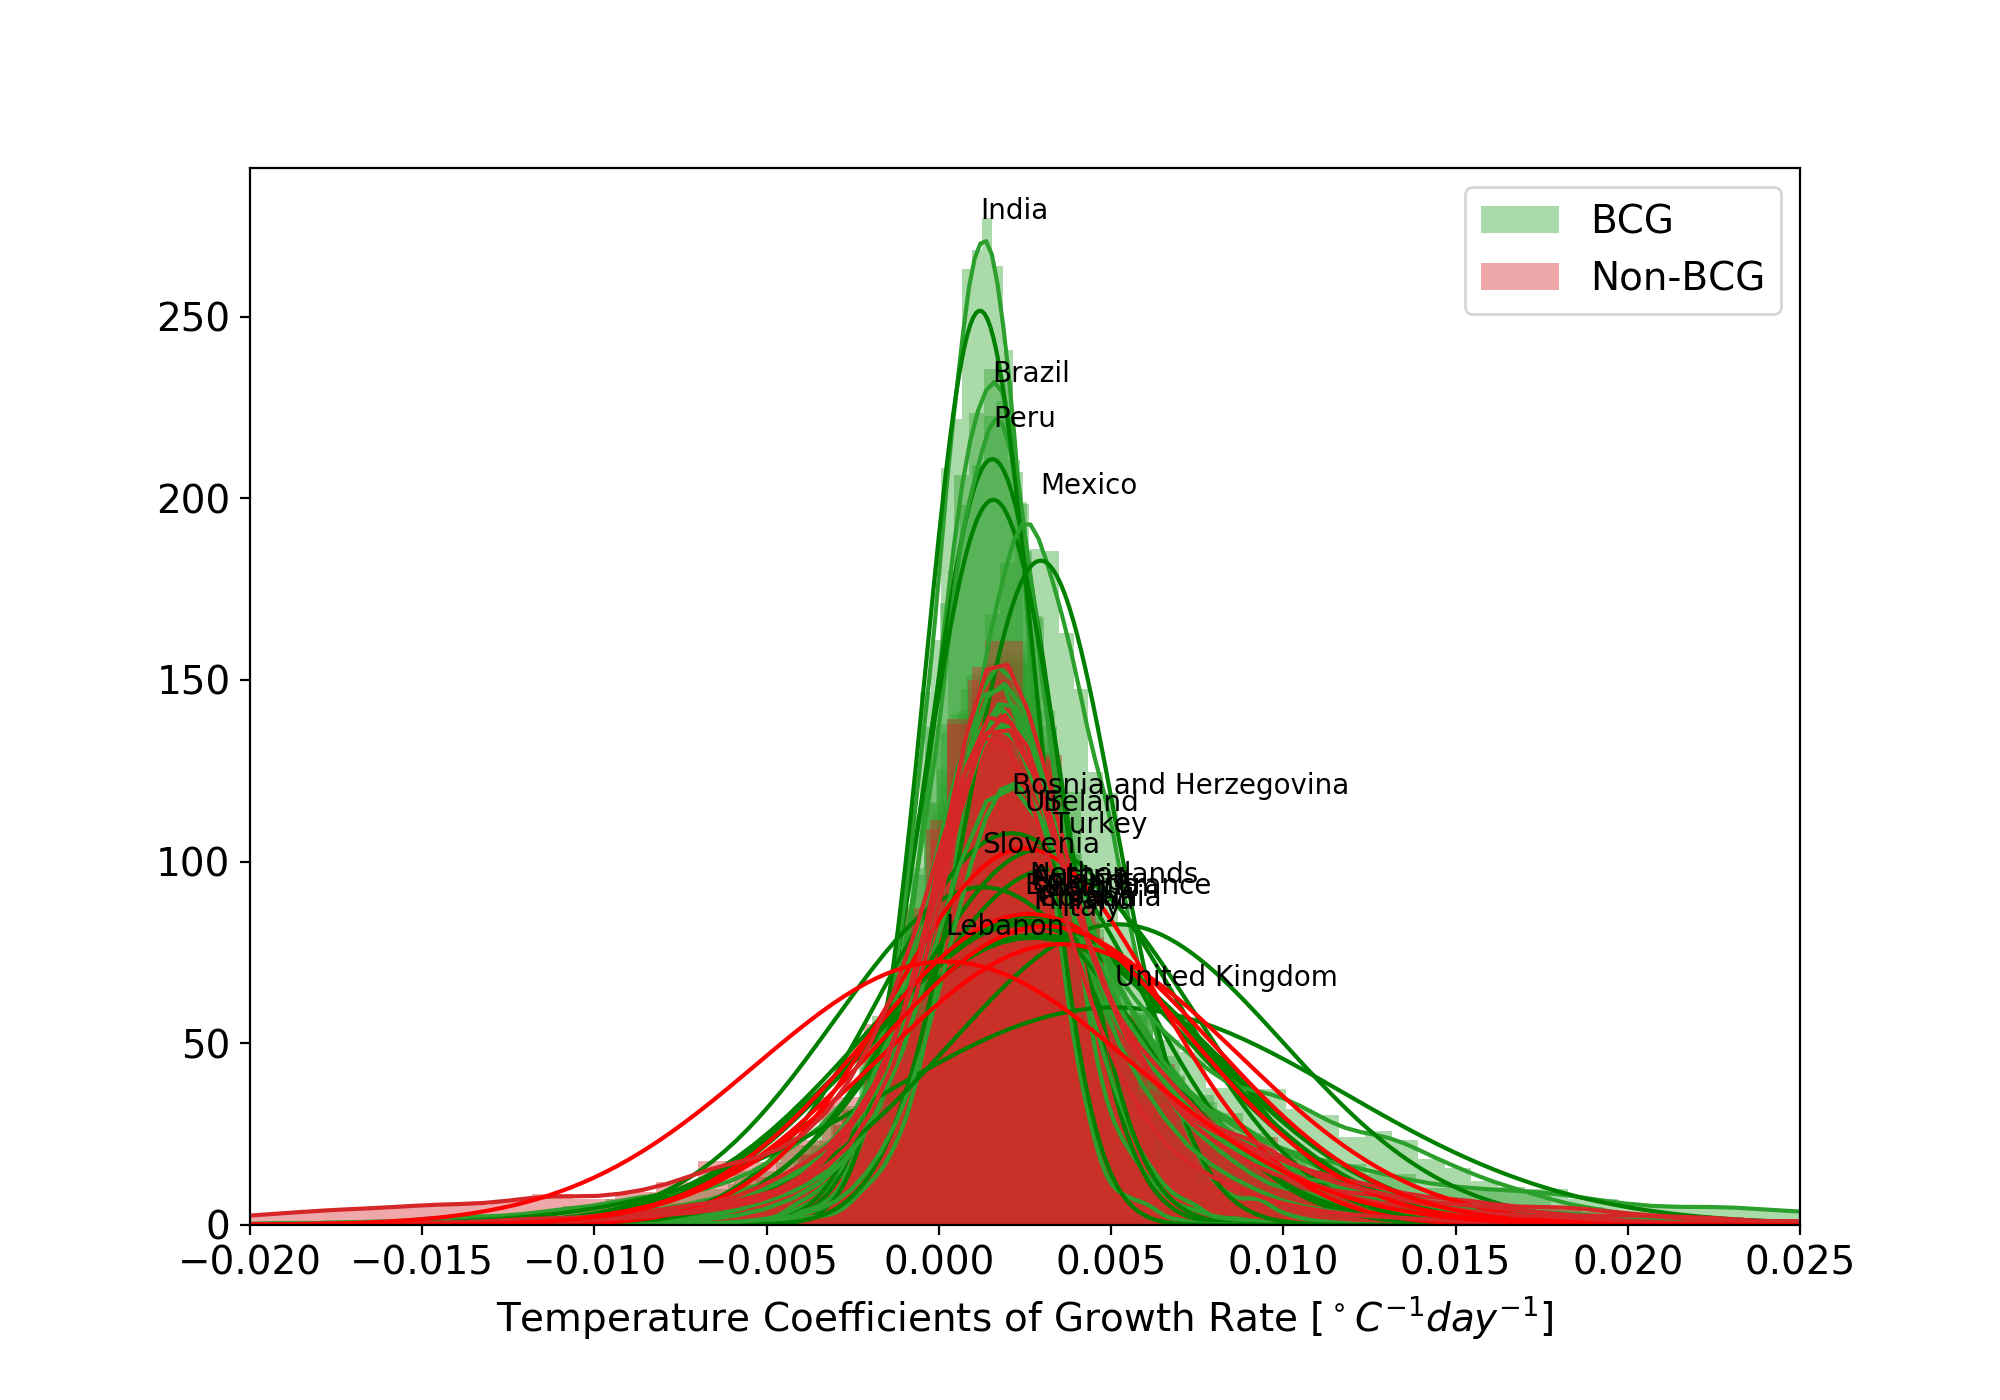 India
BCG
Non-BCG
250
Brazil
Peru
200
Mexico
150
Bosnia and Herzegovina
US
Ireland
Turkey
100
Slovenia
Netherlands
France
Italy
Lebanon
United Kingdom
50
0
−0.020 −0.015 −0.010 −0.005 0.000 0.005 0.010 0.015 0.020 0.025
Temperature Coefficients of Growth Rate [°C⁻¹day⁻¹]